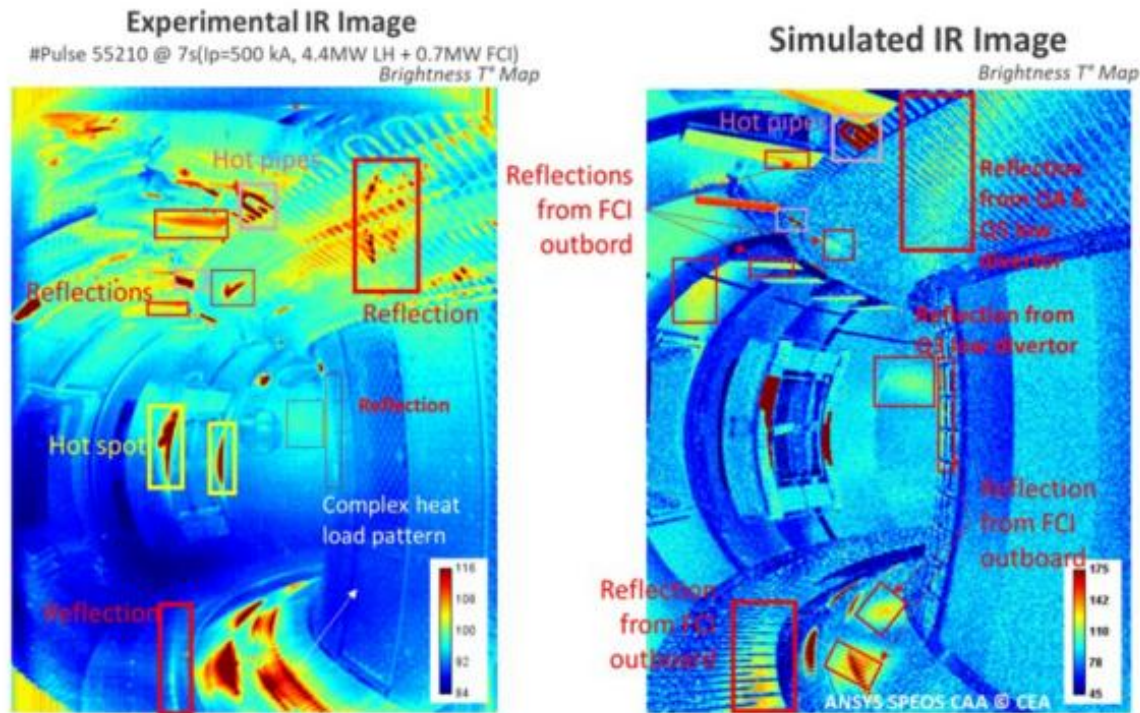 Experimental IR Image
#Pulse 55210 @ 7s(Ip=500 kA, 4.4MW LH + 0.7MW FCI)
Brightness T° Map
Hot pipes
Reflections
Reflection
Reflection
Hot spot
Complex heat
load pattern
Reflection
116
108
100
92
84
Simulated IR Image
Brightness T° Map
Hot pipes
Reflections
from FCI
outbord
Reflection
from Q4 &
Q5 low
divertor
Reflection from
Q3 low divertor
Reflection
from FCI
outboard
Reflection
from FCI
outboard
175
142
110
78
45
ANSYS SPEOS CAA @ CEA